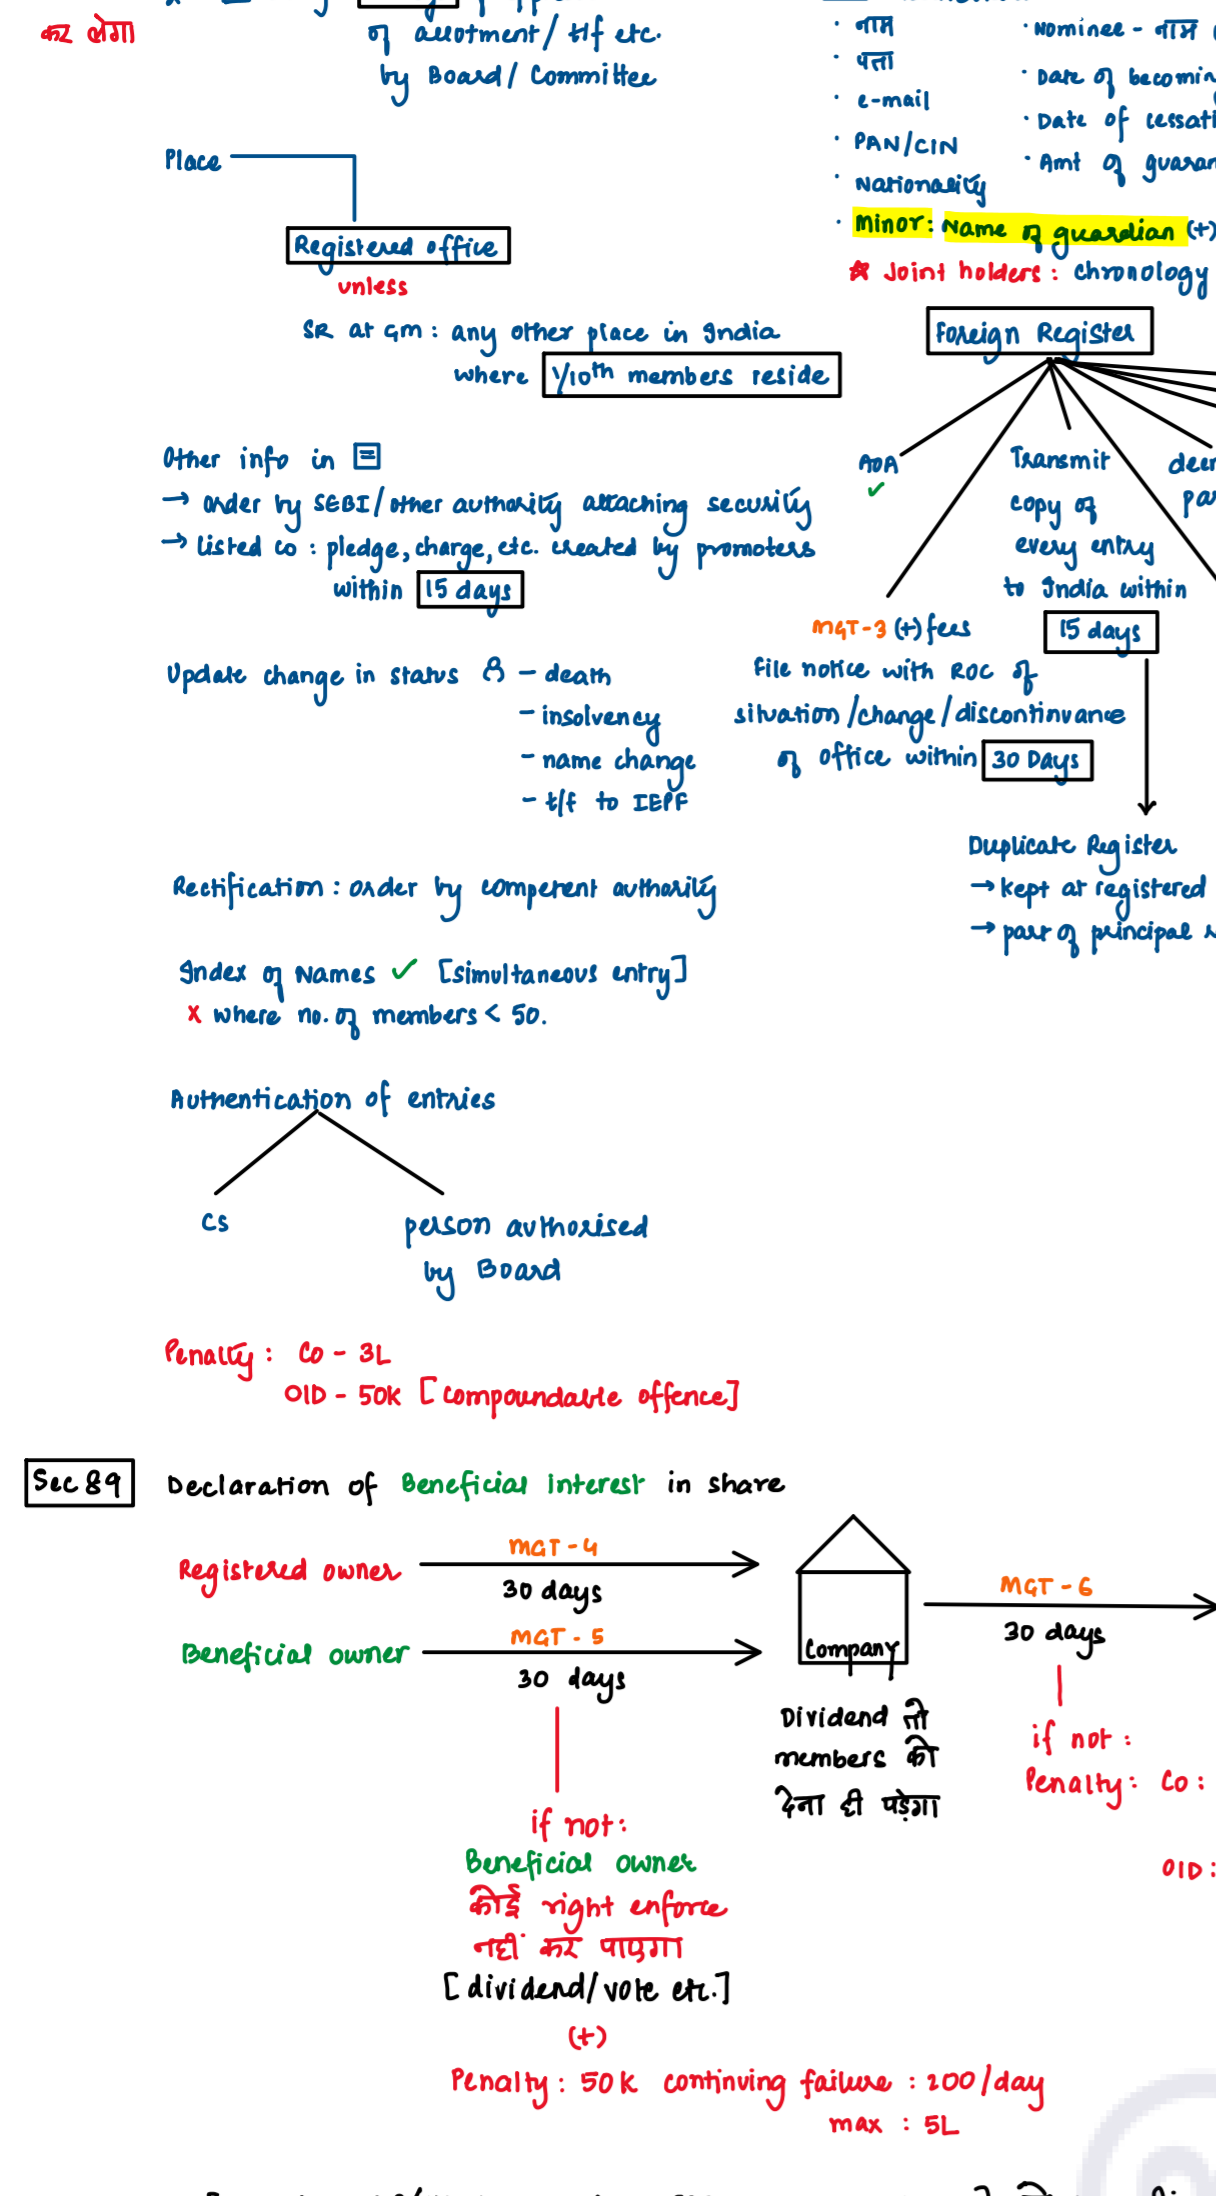 कर लेगा
of allotment/ t/f etc.
by Board/ Committee
Place
Registered office
unless
SR at GM : any other place in India
where 1/10th members reside
Other info in
→ order by SEBI/other authority attaching security
→ Listed co : pledge, charge, etc. created by promoters
within 15 days
Update change in status – death
– insolvency
– name change
– t/f to IEPF
Rectification : order by competent authority
Index of Names ✓ [simultaneous entry]
x where no. of members < 50.
Authentication of entries
CS
person authorised
by Board
Penalty : Co – 3L
OID – 50K [compoundable offence]
· नाम
· पता
· e-mail
· PAN/CIN
· Nationality
· Minor: Name of guardian (+)
· Nominee – नाम
· Date of
· Date of
· Amt of
* Joint holders : chronology
Foreign Register
AOA
✓
MGT-3 (+) fees
File notice with ROC of
situation/change/discontinuance
of office within 30 Days
Transmit
copy of
every entry
to India within
15 days
Duplicate Register
→ kept at registered
→ part of principal
Sec 89 Declaration of Beneficial Interest in share
Registered owner
MGT-4
30 days
Beneficial owner
MGT-5
30 days
Company
Dividend तो
members को
देना ही पड़ेगा
MGT-6
30 days
if not :
Penalty : Co :
OID :
if not :
Beneficial owner
कोई right enforce
नहीं कर पाएगा
[dividend/vote etc.]
(+)
Penalty : 50K continuing failure : 200/day
max : 5L